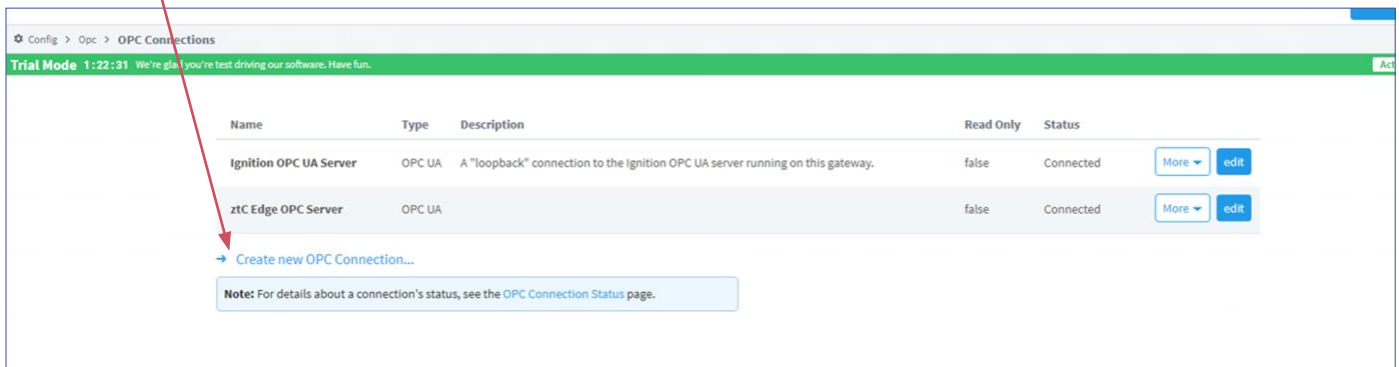 Config > Opc > OPC Connections
Trial Mode 1:22:31 We're glad you're test driving our software. Have fun.
Name Type Description Read Only Status
Ignition OPC UA Server OPC UA A "loopback" connection to the Ignition OPC UA server running on this gateway. false Connected More edit
ztC Edge OPC Server OPC UA false Connected More edit
→ Create new OPC Connection...
Note: For details about a connection's status, see the OPC Connection Status page.